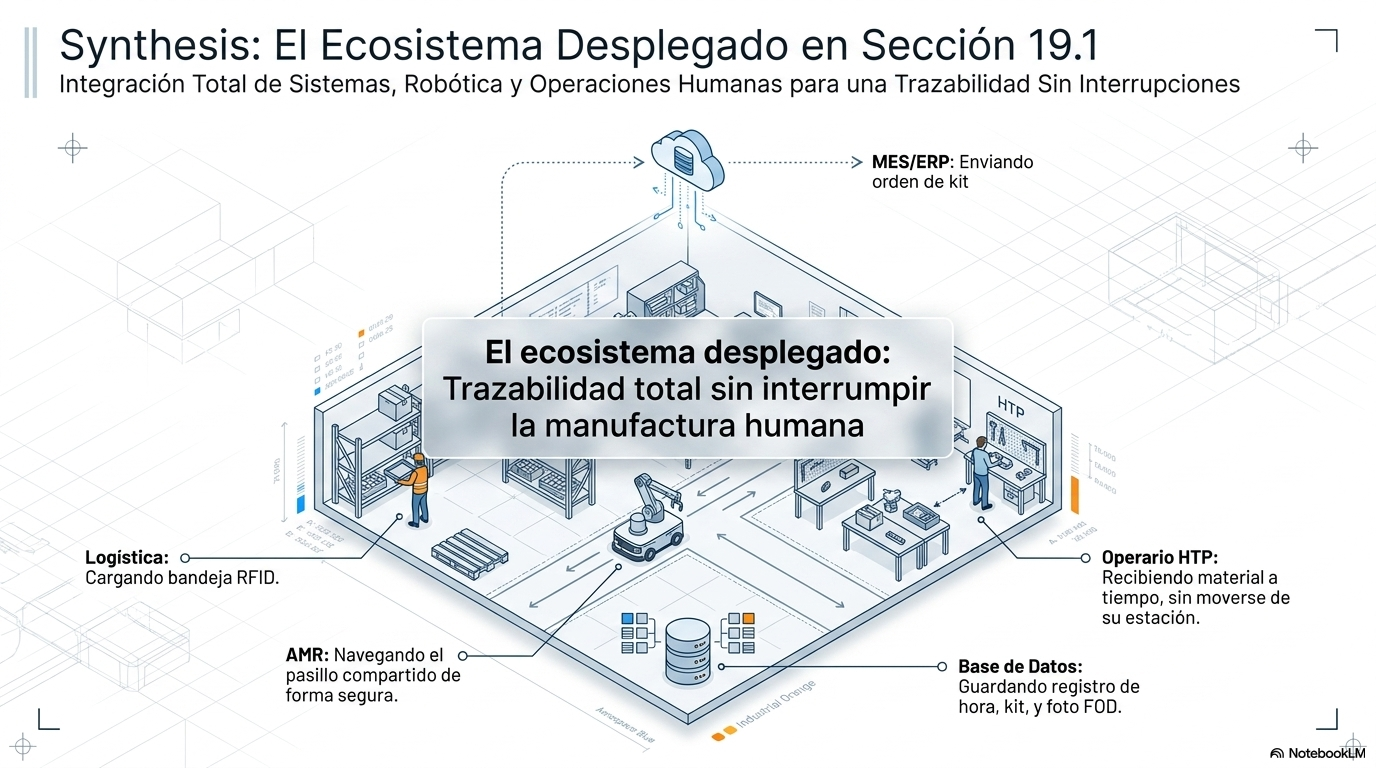 Synthesis: El Ecosistema Desplegado en Sección 19.1
Integración Total de Sistemas, Robótica y Operaciones Humanas para una Trazabilidad Sin Interrupciones
MES/ERP: Enviando
orden de kit
El ecosistema desplegado:
Trazabilidad total sin interrumpir
la manufactura humana
HTP
Logística:
Cargando bandeja RFID.
Operario HTP:
Recibiendo material a
tiempo, sin moverse de
su estación.
AMR: Navegando el
pasillo compartido de
forma segura.
Base de Datos:
Guardando registro de
hora, kit, y foto FOD.
Industrial Orange
Aerospace Blue
NotebookLM